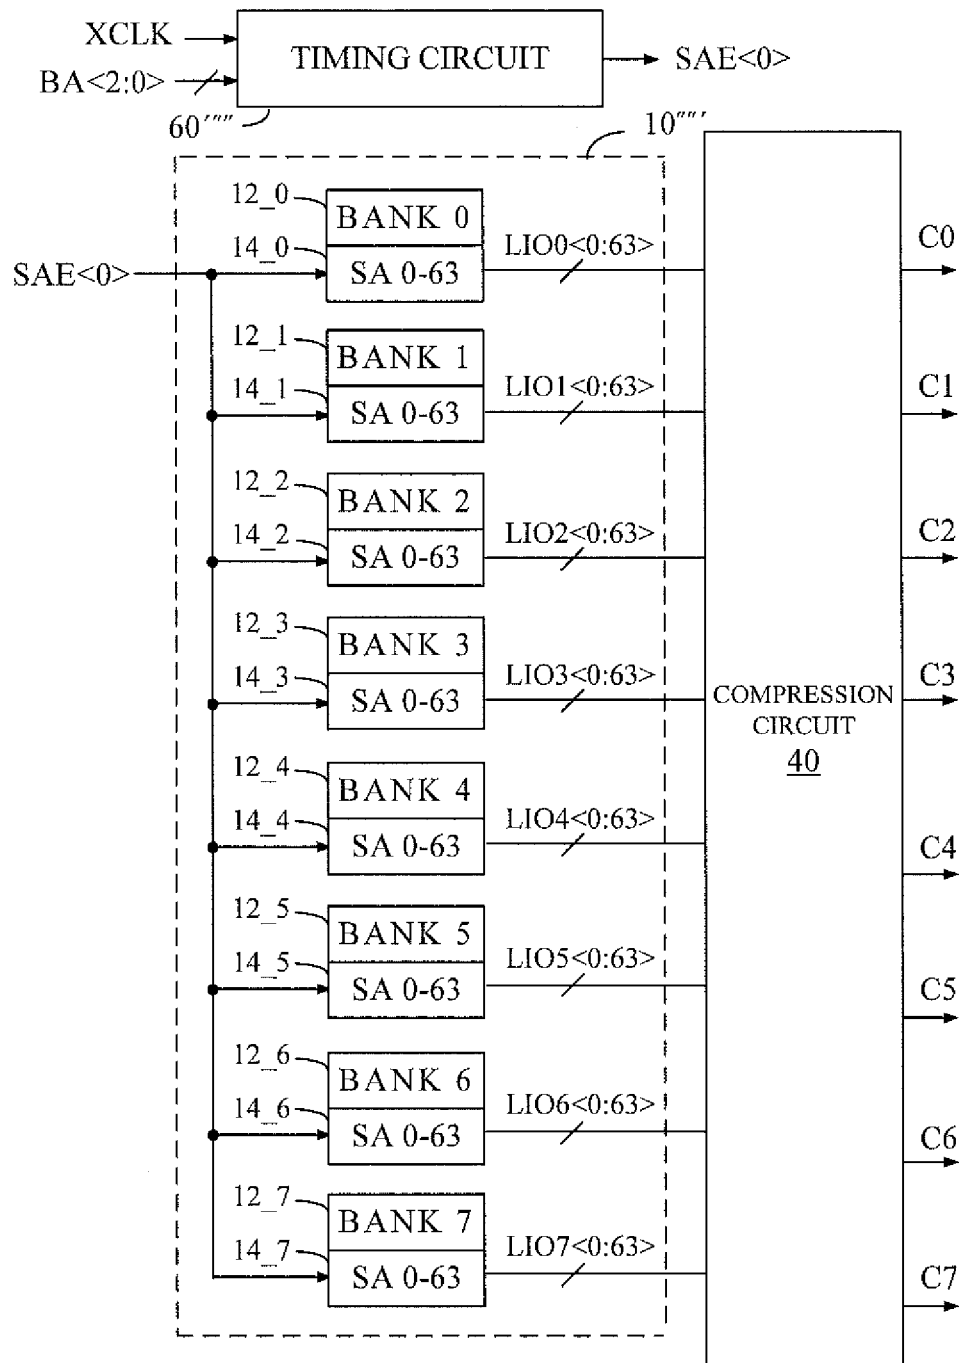 XCLK
TIMING CIRCUIT
SAE<0>
BA<2:0>
60′′′′′
10′′′′′
12_0
BANK 0
14_0
SA 0-63
LIO0<0:63>
C0
SAE<0>
12_1
BANK 1
14_1
SA 0-63
LIO1<0:63>
C1
12_2
BANK 2
14_2
SA 0-63
LIO2<0:63>
C2
12_3
BANK 3
14_3
SA 0-63
LIO3<0:63>
C3
COMPRESSION
CIRCUIT
40
12_4
BANK 4
14_4
SA 0-63
LIO4<0:63>
C4
12_5
BANK 5
14_5
SA 0-63
LIO5<0:63>
C5
12_6
BANK 6
14_6
SA 0-63
LIO6<0:63>
C6
12_7
BANK 7
14_7
SA 0-63
LIO7<0:63>
C7